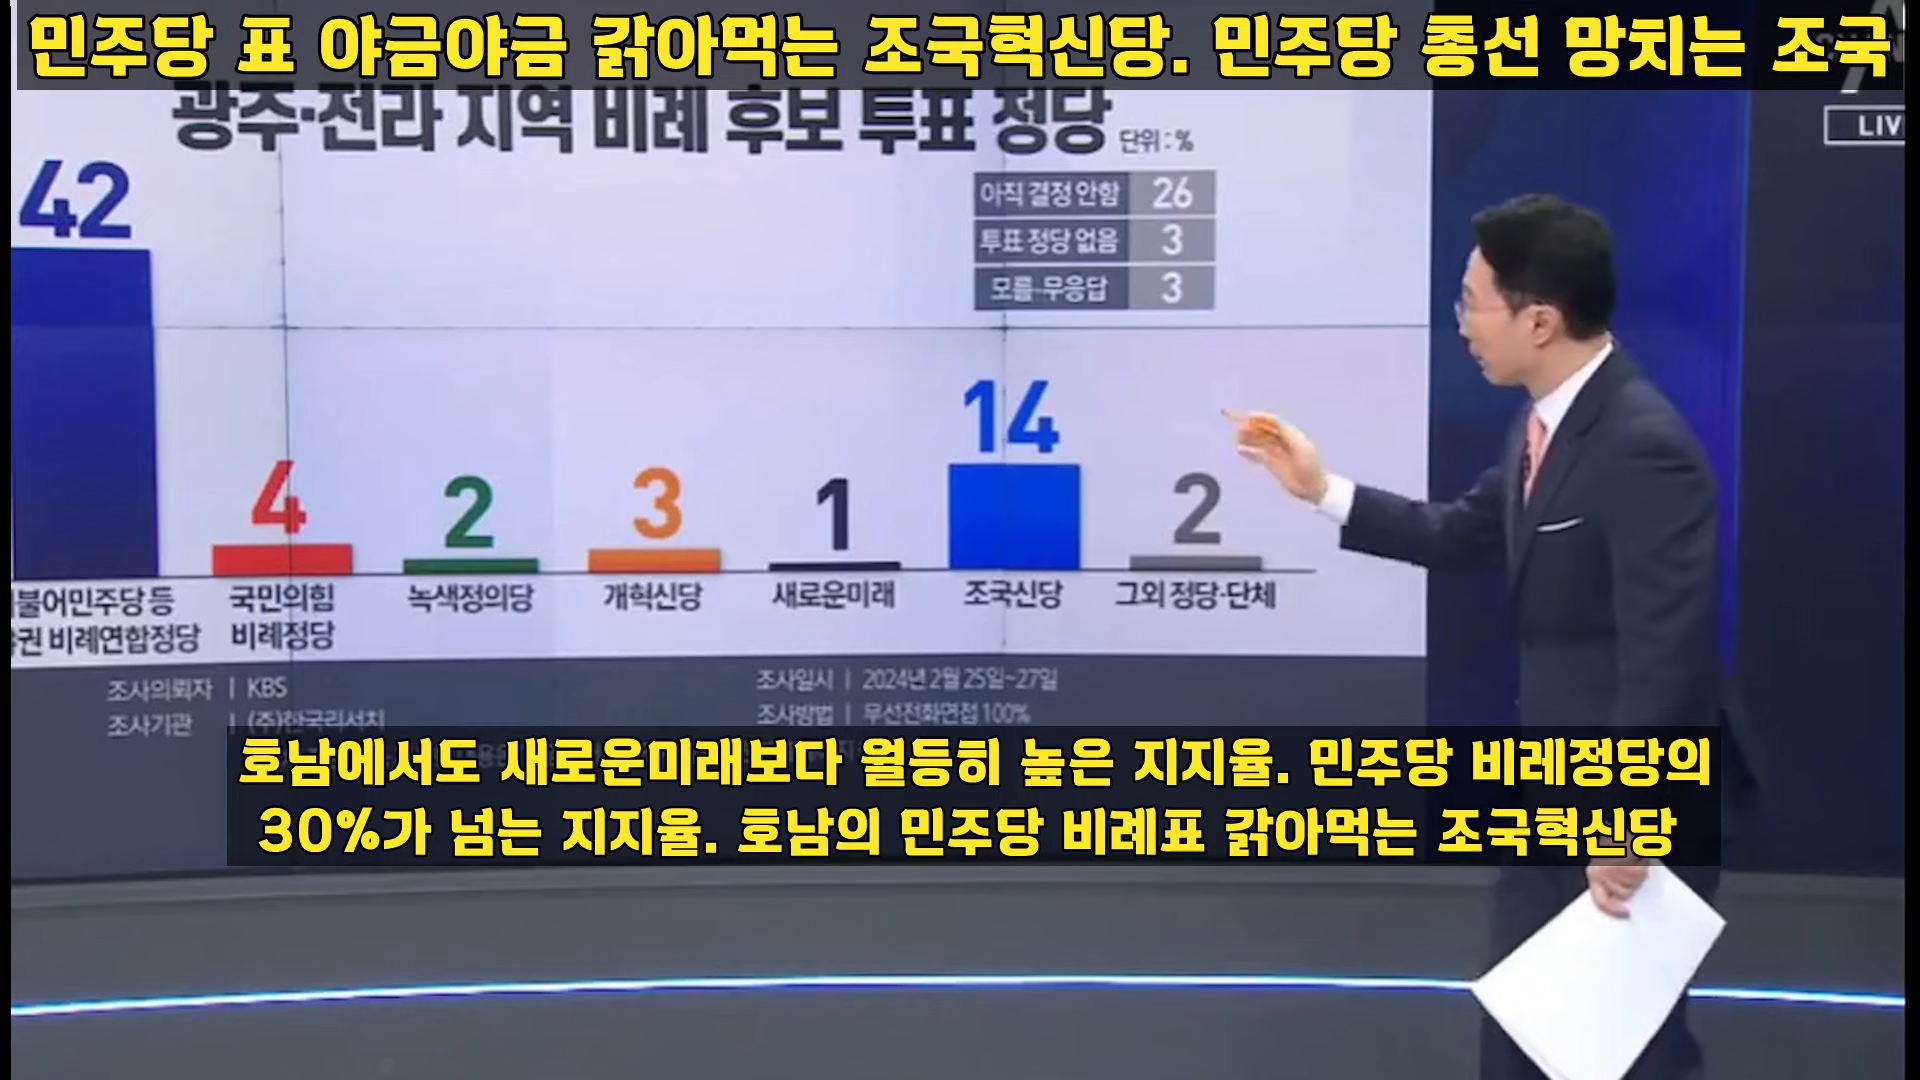 민주당 표 야금야금 갉아먹는 조국혁신당. 민주당 총선 망치는 조국
광주·전라 지역 비례 후보 투표 정당 단위 : %
LIV
아직 결정 안함 26
투표 정당 없음 3
모름·무응답 3
42
4
2
3
1
14
2
불어민주당 등
권 비례연합정당
국민의힘
비례정당
녹색정의당
개혁신당
새로운미래
조국신당
그외 정당·단체
조사의뢰자 | KBS
조사기관 | (주)한국리서치
조사일시 | 2024년 2월 25일~27일
조사방법 | 무선전화면접 100%
호남에서도 새로운미래보다 월등히 높은 지지율. 민주당 비레정당의
30%가 넘는 지지율. 호남의 민주당 비례표 갉아먹는 조국혁신당